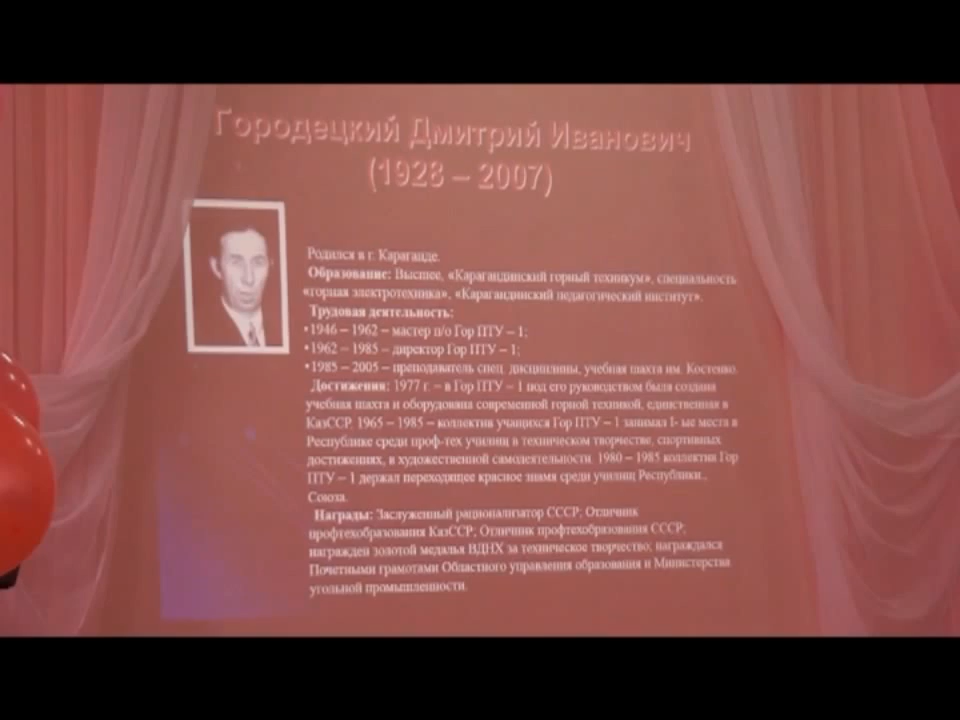 Городецкий Дмитрий Иванович
(1928 – 2007)
Родился в г. Караганде.
Образование: Высшее, «Карагандинский горный техникум», специальность
«горная электротехника», «Карагандинский педагогический институт».
Трудовая деятельность:
•1946 – 1962 – мастер п/о Гор ПТУ – 1;
•1962 – 1985 – директор Гор ПТУ – 1;
•1985 – 2005 – преподаватель спец. дисциплины, учебная шахта им. Костенко.
Достижения: 1977 г. – в Гор ПТУ – 1 под его руководством была создана
учебная шахта и оборудована современной горной техникой, единственная в
КазССР. 1965 – 1985 – коллектив учащихся Гор ПТУ – 1 занимал I- ые места в
Республике среди проф-тех училищ в техническом творчестве, спортивных
достижениях, в художественной самодеятельности. 1980 – 1985 коллектив Гор
ПТУ – 1 держал переходящее красное знамя среди училищ Республики.,
Союза.
Награды: Заслуженный рационализатор СССР; Отличник
профтехобразования КазССР; Отличник профтехобразования СССР;
награжден золотой медалья ВДНХ за техническое творчество; награждался
Почетными грамотами Областного управления образования и Министерства
угольной промышленности.